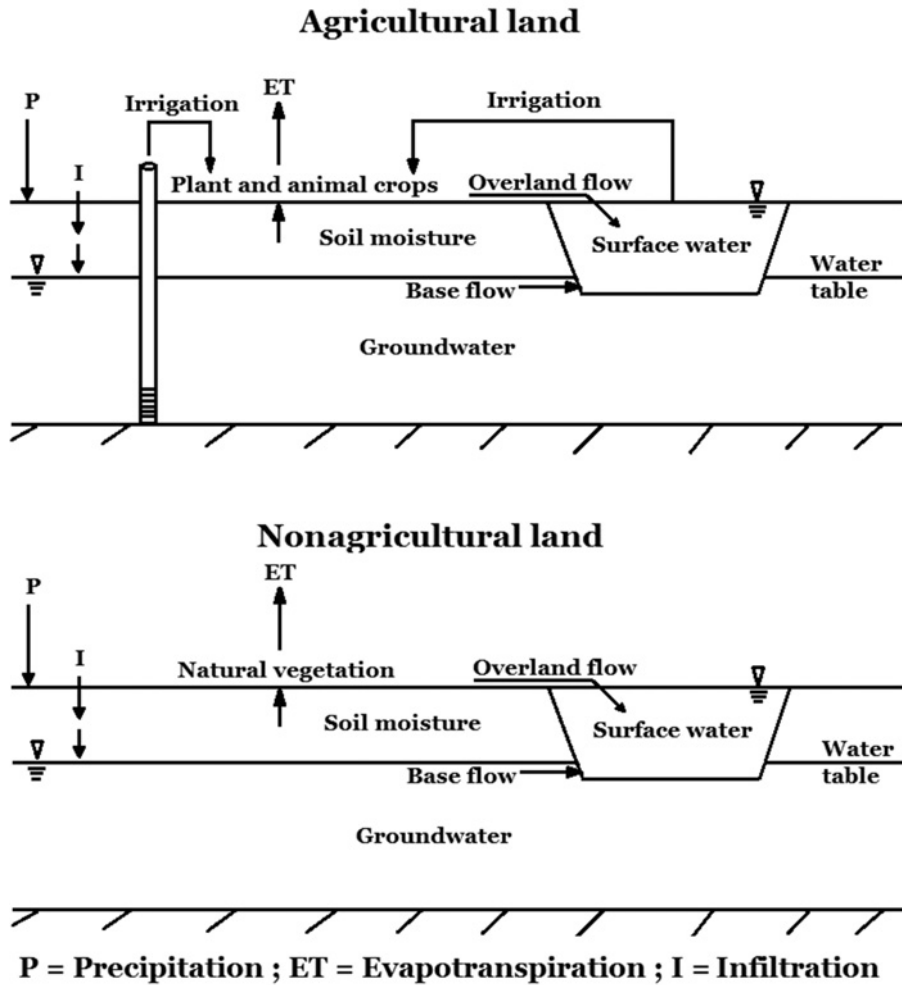 Agricultural land
ET
P
Irrigation
Irrigation
I
Plant and animal crops
Overland flow
Soil moisture
Surface water
Water
table
Base flow
Groundwater
Nonagricultural land
ET
P
I
Natural vegetation
Overland flow
Soil moisture
Surface water
Water
table
Base flow
Groundwater
P = Precipitation ; ET = Evapotranspiration ; I = Infiltration